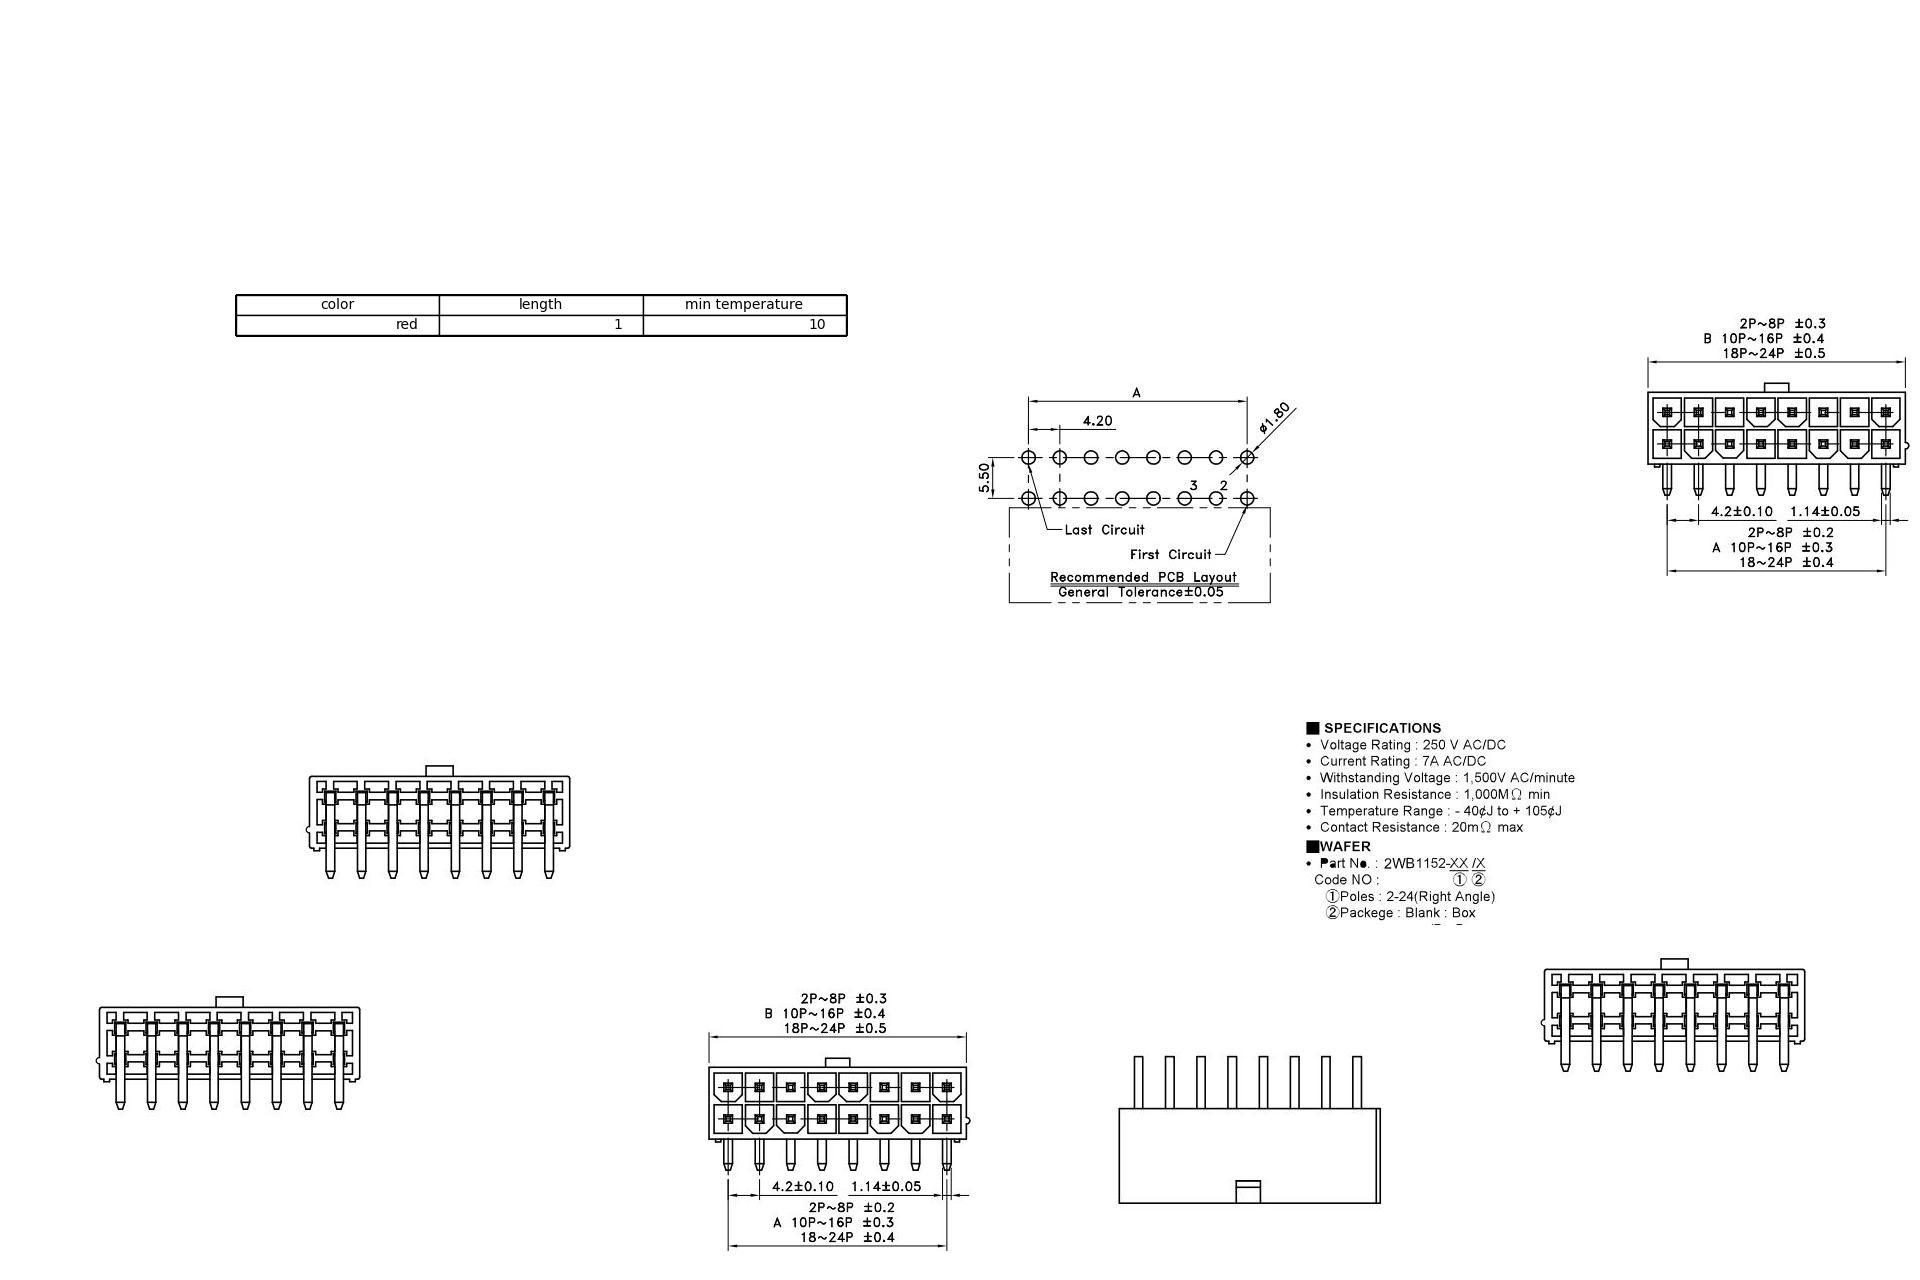 color length min temperature
red 1 10
2P~8P ±0.3
B 10P~16P ±0.4
18P~24P ±0.5
4.2±0.10 1.14±0.05
2P~8P ±0.2
A 10P~16P ±0.3
18~24P ±0.4
A
4.20
ø1.80
5.50
3 2
Last Circuit
First Circuit
Recommended PCB Layout
General Tolerance±0.05
■ SPECIFICATIONS
• Voltage Rating : 250 V AC/DC
• Current Rating : 7A AC/DC
• Withstanding Voltage : 1,500V AC/minute
• Insulation Resistance : 1,000MΩ min
• Temperature Range : - 40¢J to + 105¢J
• Contact Resistance : 20mΩ max
■WAFER
• Part No. : 2WB1152-XX /X
Code NO : ① ②
①Poles : 2-24(Right Angle)
②Packege : Blank : Box
2P~8P ±0.3
B 10P~16P ±0.4
18P~24P ±0.5
4.2±0.10 1.14±0.05
2P~8P ±0.2
A 10P~16P ±0.3
18~24P ±0.4